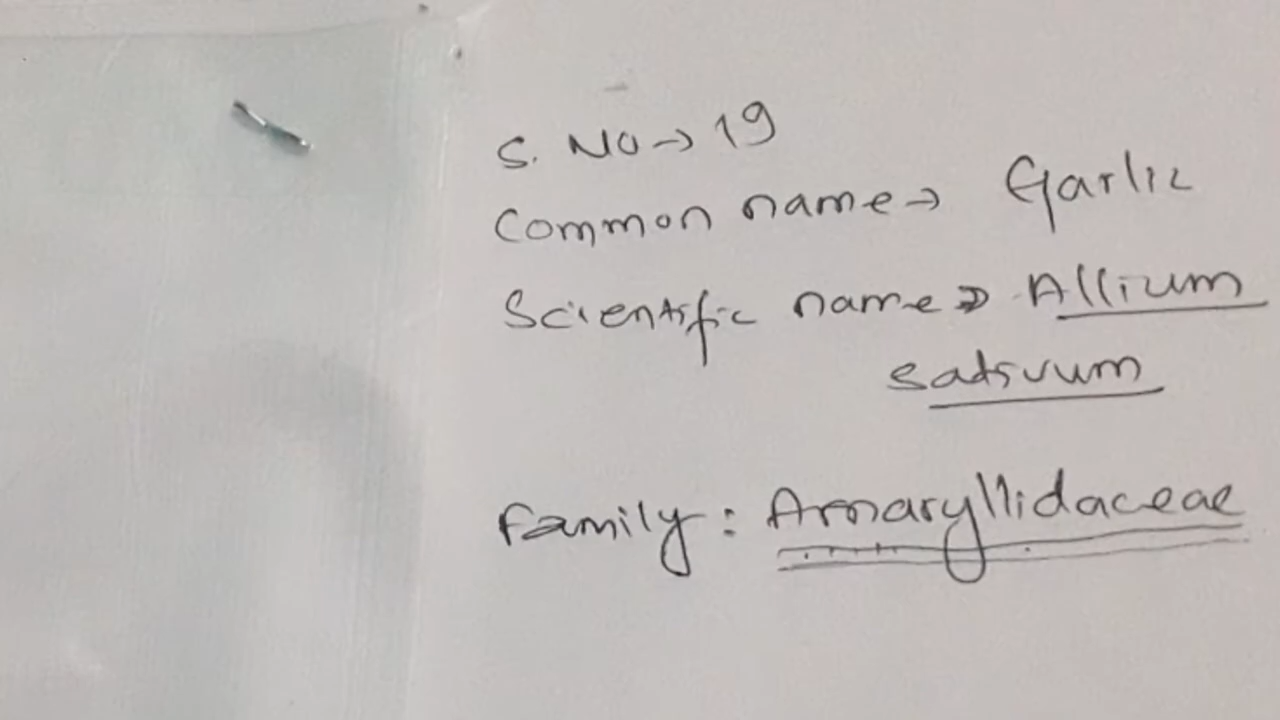 S. No → 19
Common name → Garlic
Scientific name → Allium
sativum
Family : Amaryllidaceae